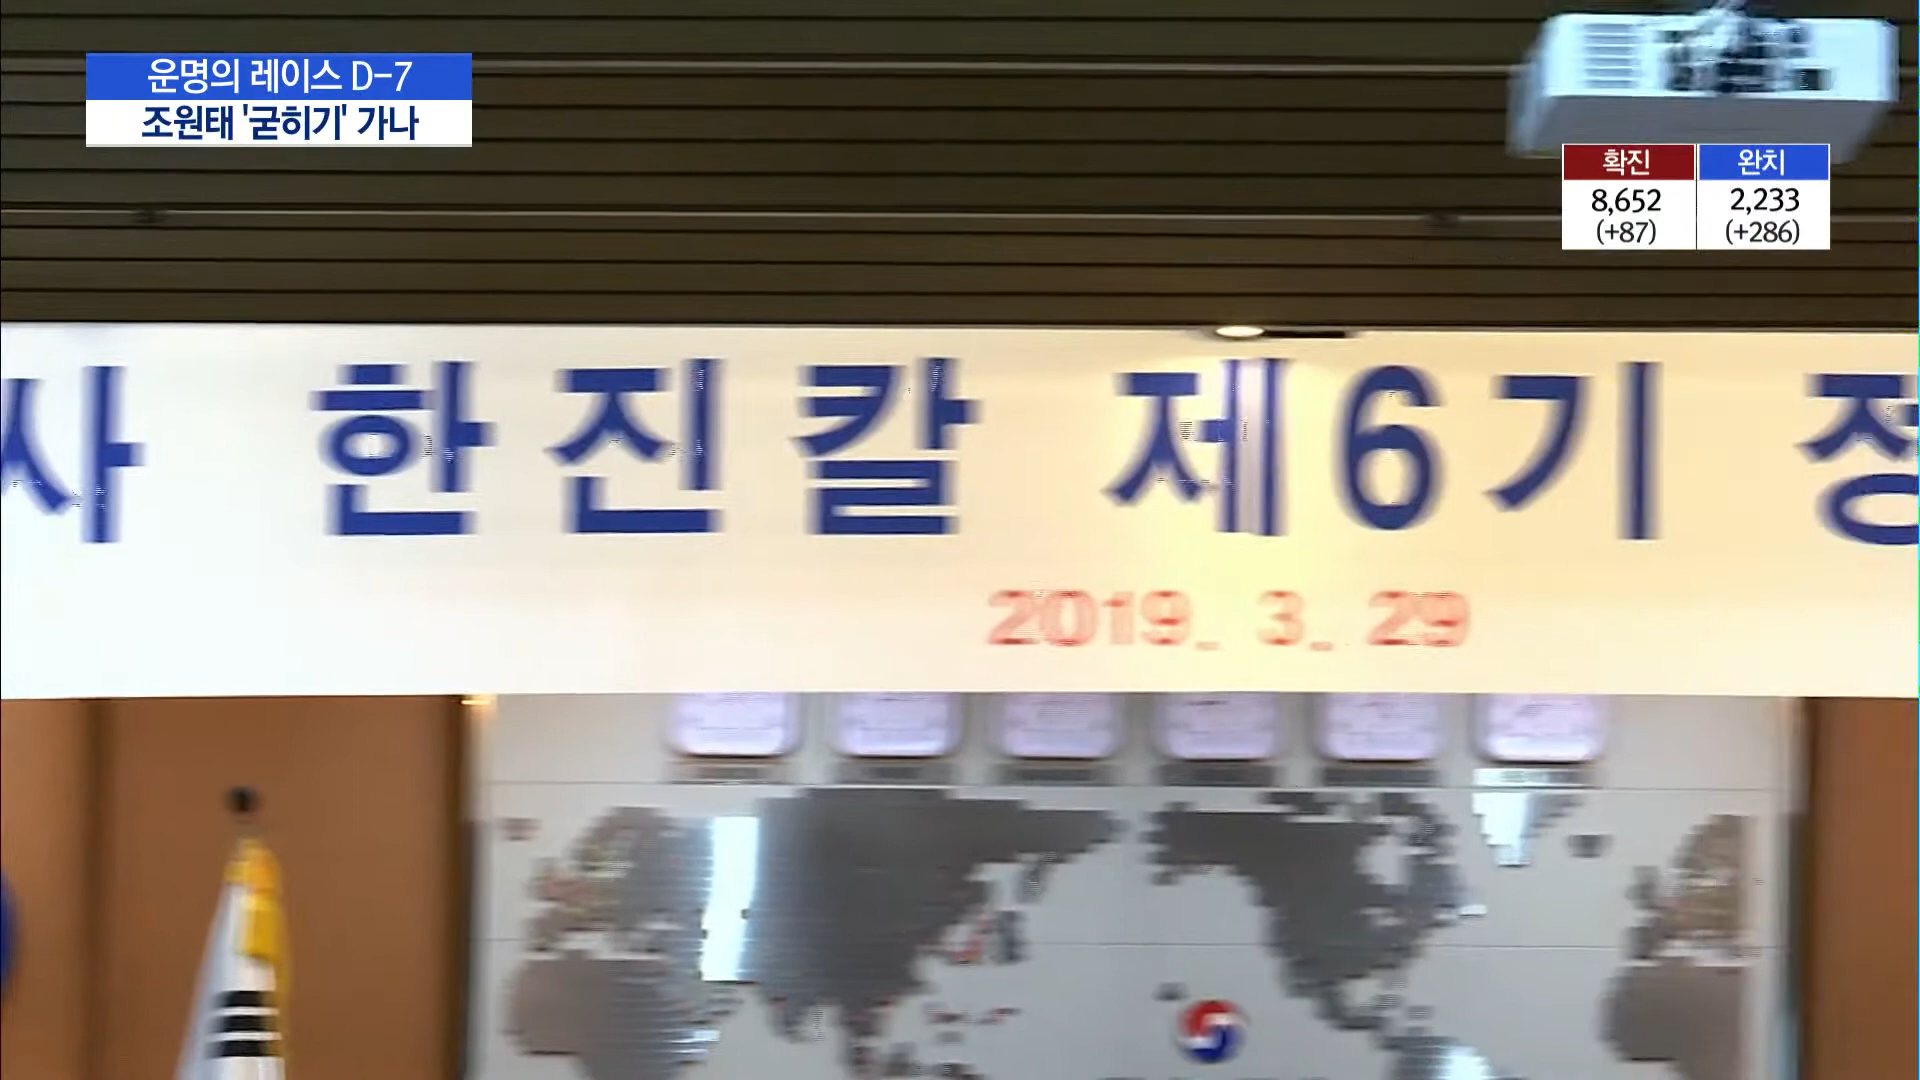 운명의 레이스 D-7
조원태 '굳히기' 가나
확진 완치
8,652 2,233
(+87) (+286)
사 한진칼 제6기 정
2019. 3. 29